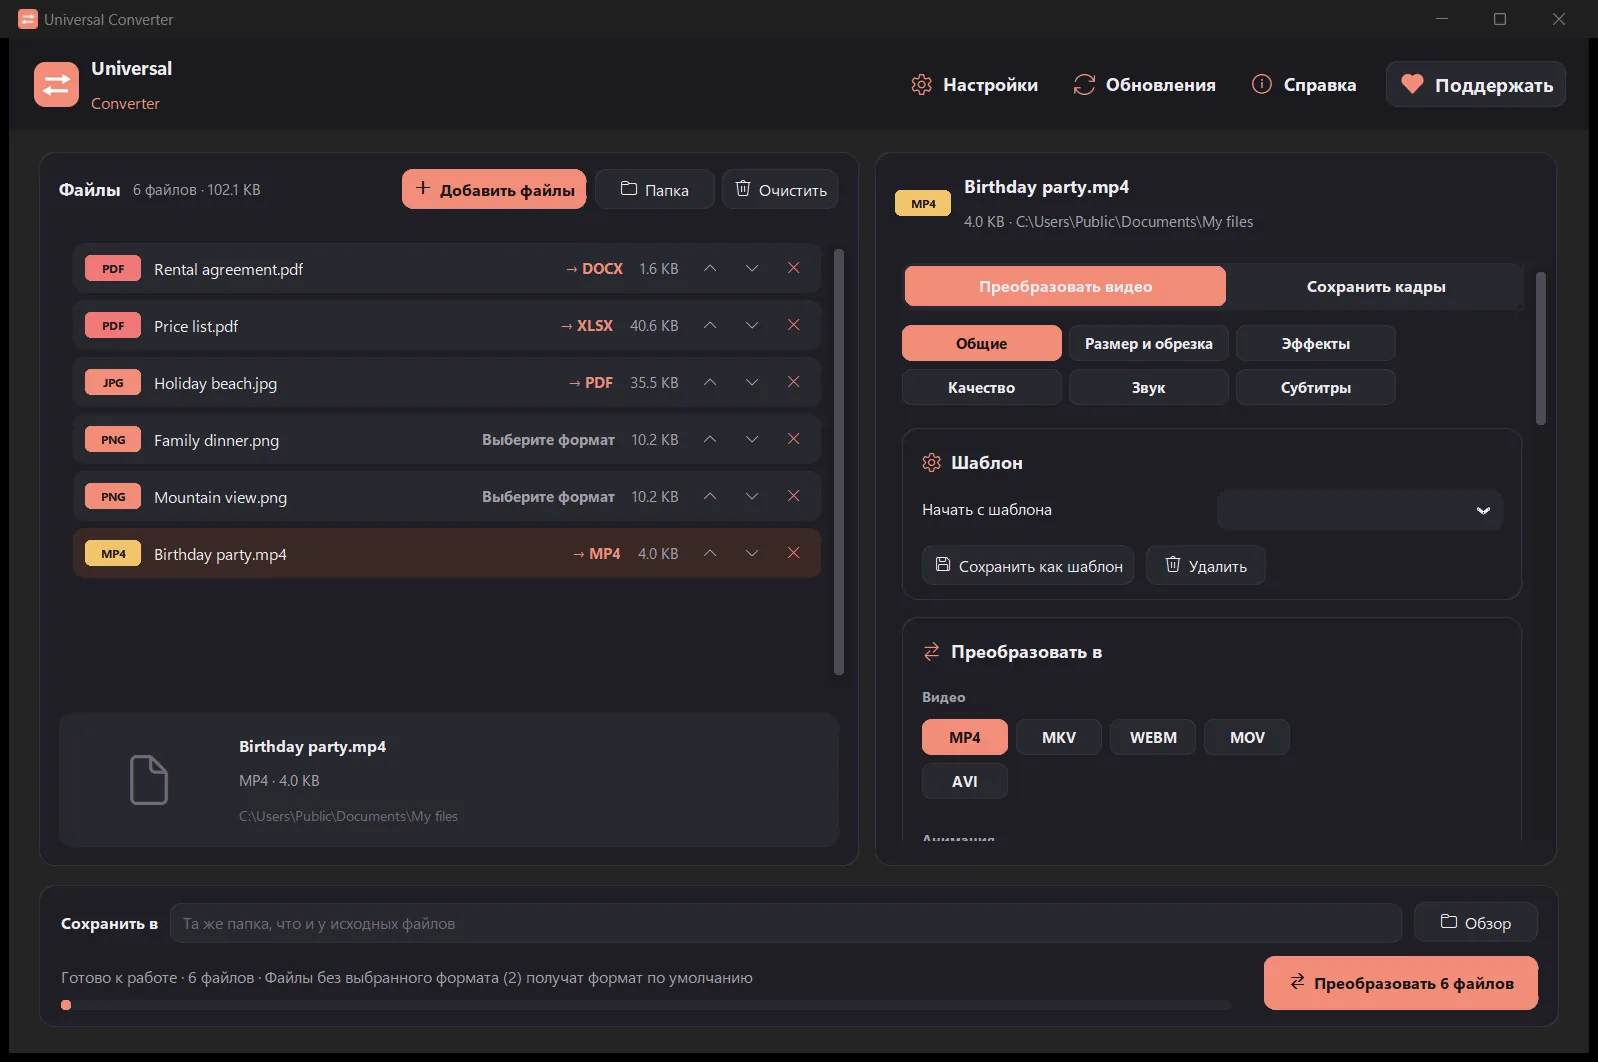 Universal Converter
Universal
Converter
Настройки
Обновления
Справка
Поддержать
Файлы 6 файлов · 102.1 KB
Добавить файлы
Папка
Очистить
PDF Rental agreement.pdf → DOCX 1.6 KB
PDF Price list.pdf → XLSX 40.6 KB
JPG Holiday beach.jpg → PDF 35.5 KB
PNG Family dinner.png Выберите формат 10.2 KB
PNG Mountain view.png Выберите формат 10.2 KB
MP4 Birthday party.mp4 → MP4 4.0 KB
Birthday party.mp4
MP4 · 4.0 KB
C:\Users\Public\Documents\My files
MP4
Birthday party.mp4
4.0 KB · C:\Users\Public\Documents\My files
Преобразовать видео
Сохранить кадры
Общие
Размер и обрезка
Эффекты
Качество
Звук
Субтитры
Шаблон
Начать с шаблона
Сохранить как шаблон
Удалить
Преобразовать в
Видео
MP4
MKV
WEBM
MOV
AVI
Анимация
Сохранить в
Та же папка, что и у исходных файлов
Обзор
Готово к работе · 6 файлов · Файлы без выбранного формата (2) получат формат по умолчанию
Преобразовать 6 файлов